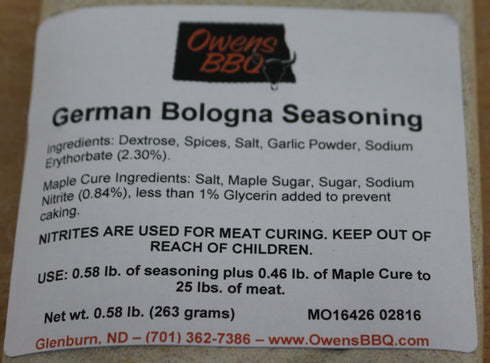 Owens
BBQ
German Bologna Seasoning
Ingredients: Dextrose, Spices, Salt, Garlic Powder, Sodium
Erythorbate (2.30%).
Maple Cure Ingredients: Salt, Maple Sugar, Sugar, Sodium
Nitrite (0.84%), less than 1% Glycerin added to prevent
caking.
NITRITES ARE USED FOR MEAT CURING. KEEP OUT OF
REACH OF CHILDREN.
USE: 0.58 lb. of seasoning plus 0.46 lb. of Maple Cure to
25 lbs. of meat.
Net wt. 0.58 lb. (263 grams) MO16426 02816
Glenburn, ND – (701) 362-7386 – www.OwensBBQ.com